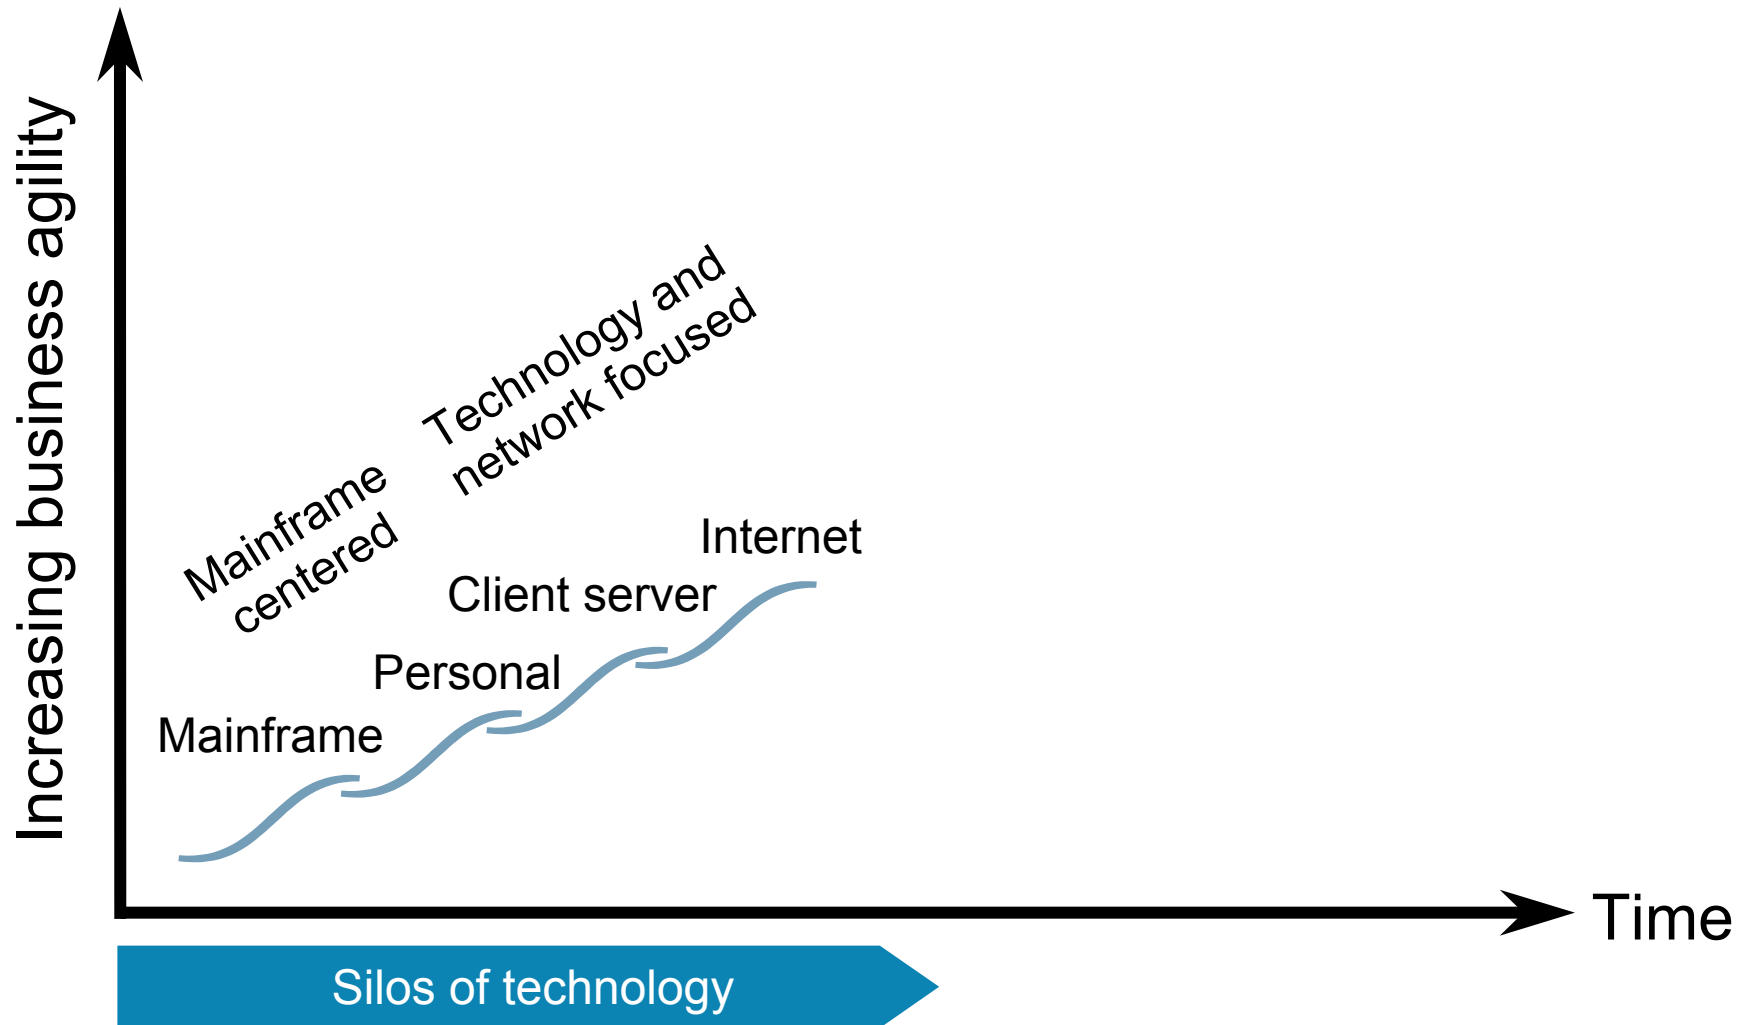 Increasing business agility
Technology and
network focused
Mainframe
centered
Internet
Client server
Personal
Mainframe
Time
Silos of technology